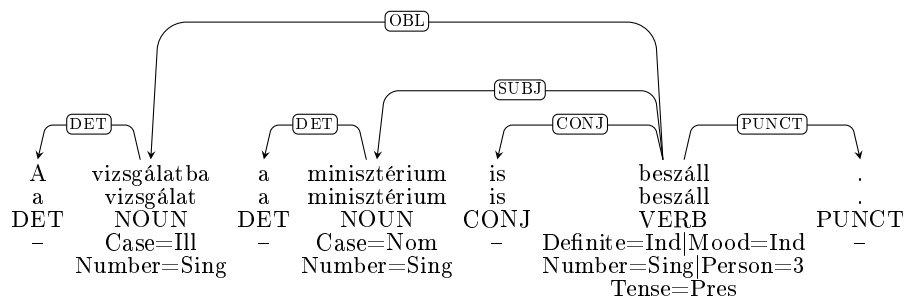 OBL
SUBJ
DET DET CONJ PUNCT
A vizsgálatba a minisztérium is beszáll .
a vizsgálat a minisztérium is beszáll .
DET NOUN DET NOUN CONJ VERB PUNCT
– Case=Ill – Case=Nom – Definite=Ind|Mood=Ind –
Number=Sing Number=Sing Number=Sing|Person=3
Tense=Pres